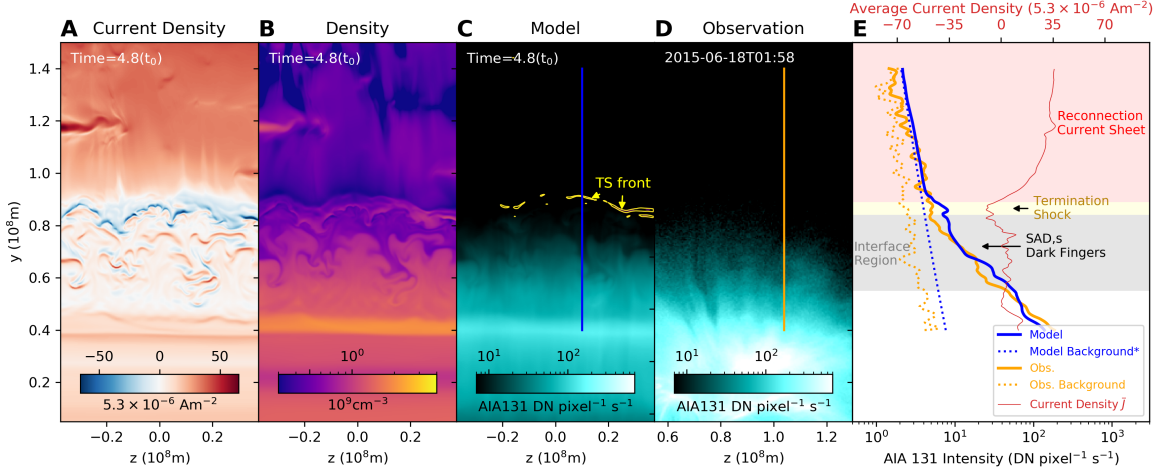 Average Current Density (5.3 × 10⁻⁶ Am⁻²)
A Current Density B Density C Model D Observation E −70 −35 0 35 70
Time=4.8(t₀)
Time=4.8(t₀)
2015-06-18T01:58
1.4
1.2
1.0
0.8
0.6
0.4
0.2
y (10⁸m)
TS front
Reconnection
Current Sheet
Termination
Shock
SAD,s
Dark Fingers
Interface
Region
−50 0 50
5.3 × 10⁻⁶ Am⁻²
10⁰
10⁹cm⁻³
10¹ 10²
AIA131 DN pixel⁻¹ s⁻¹
10¹ 10²
AIA131 DN pixel⁻¹ s⁻¹
Model
Model Background*
Obs.
Obs. Background
Current Density J̄
−0.2 0.0 0.2
−0.2 0.0 0.2
−0.2 0.0 0.2
0.6 0.8 1.0 1.2
10⁰ 10¹ 10² 10³
z (10⁸m)
z (10⁸m)
z (10⁸m)
z (10⁸m)
AIA 131 Intensity (DN pixel⁻¹ s⁻¹)